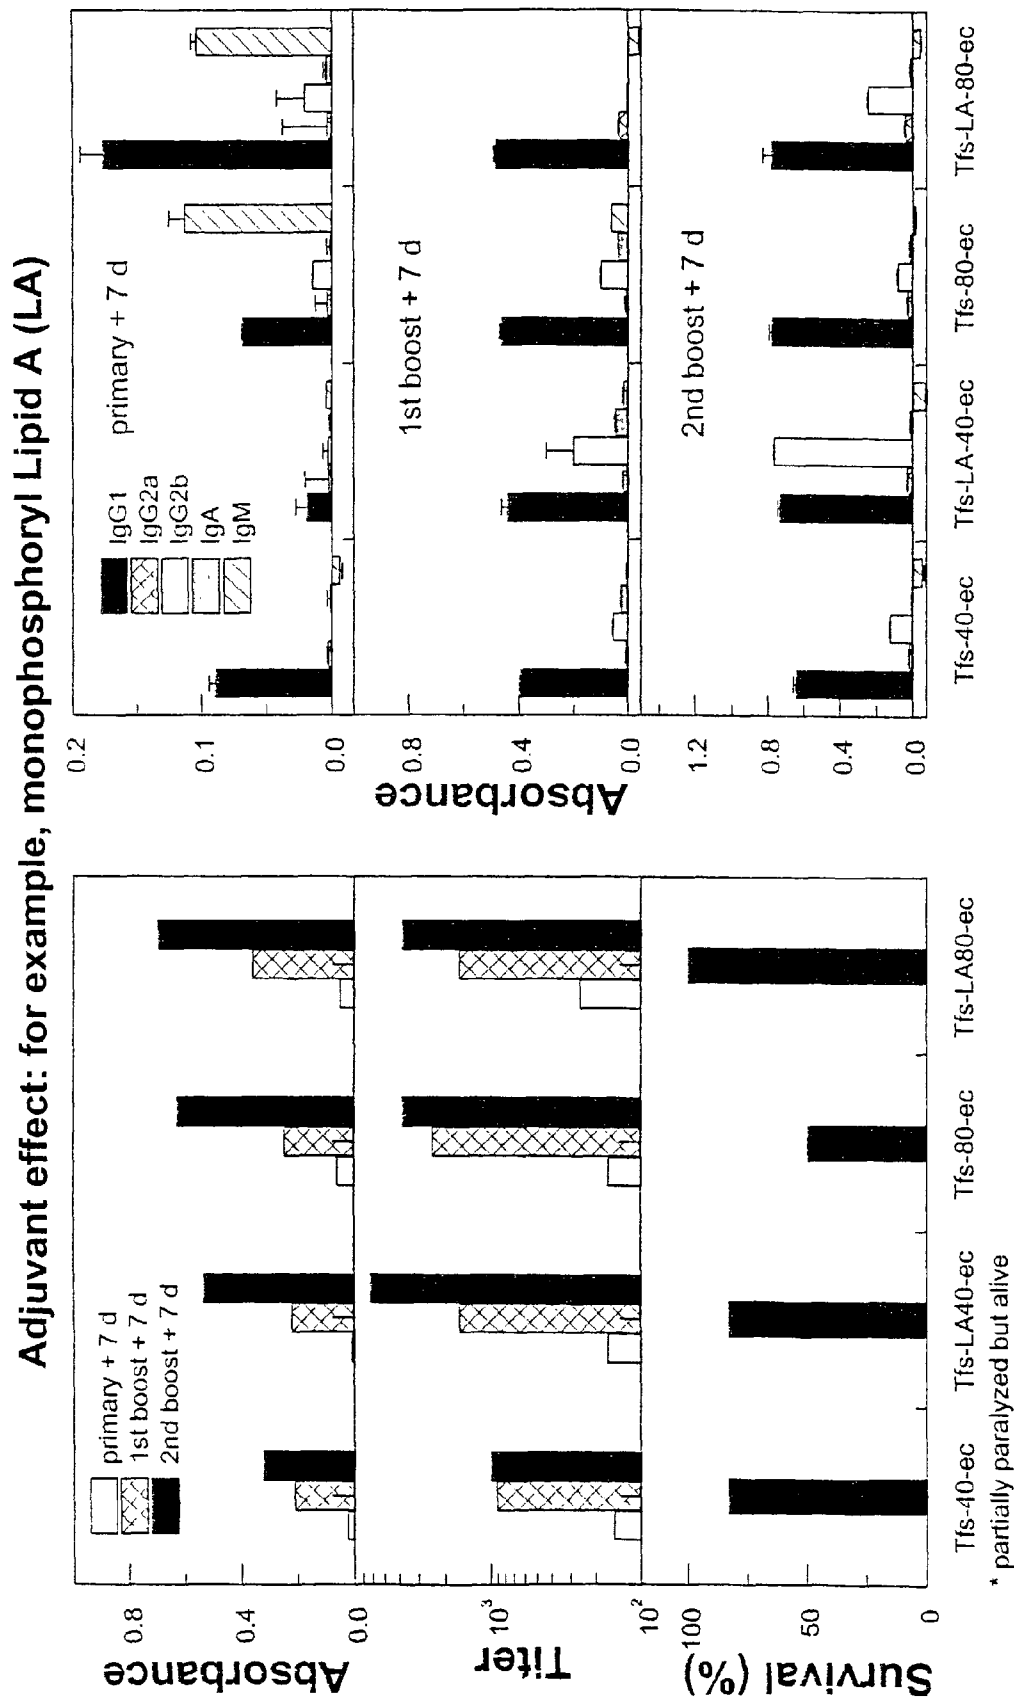 Adjuvant effect: for example, monophosphoryl Lipid A (LA)
Absorbance
0.8
0.4
0.0
primary + 7 d
1st boost + 7 d
2nd boost + 7 d
Titer
10³
10²
Survival (%)
100
50
0
Tfs-40-ec
Tfs-LA40-ec
Tfs-80-ec
Tfs-LA80-ec
* partially paralyzed but alive
Absorbance
0.2
0.1
0.0
IgG1
IgG2a
IgG2b
IgA
IgM
primary + 7 d
0.8
0.4
0.0
1st boost + 7 d
1.2
0.8
0.4
0.0
2nd boost + 7 d
Tfs-40-ec
Tfs-LA-40-ec
Tfs-80-ec
Tfs-LA-80-ec